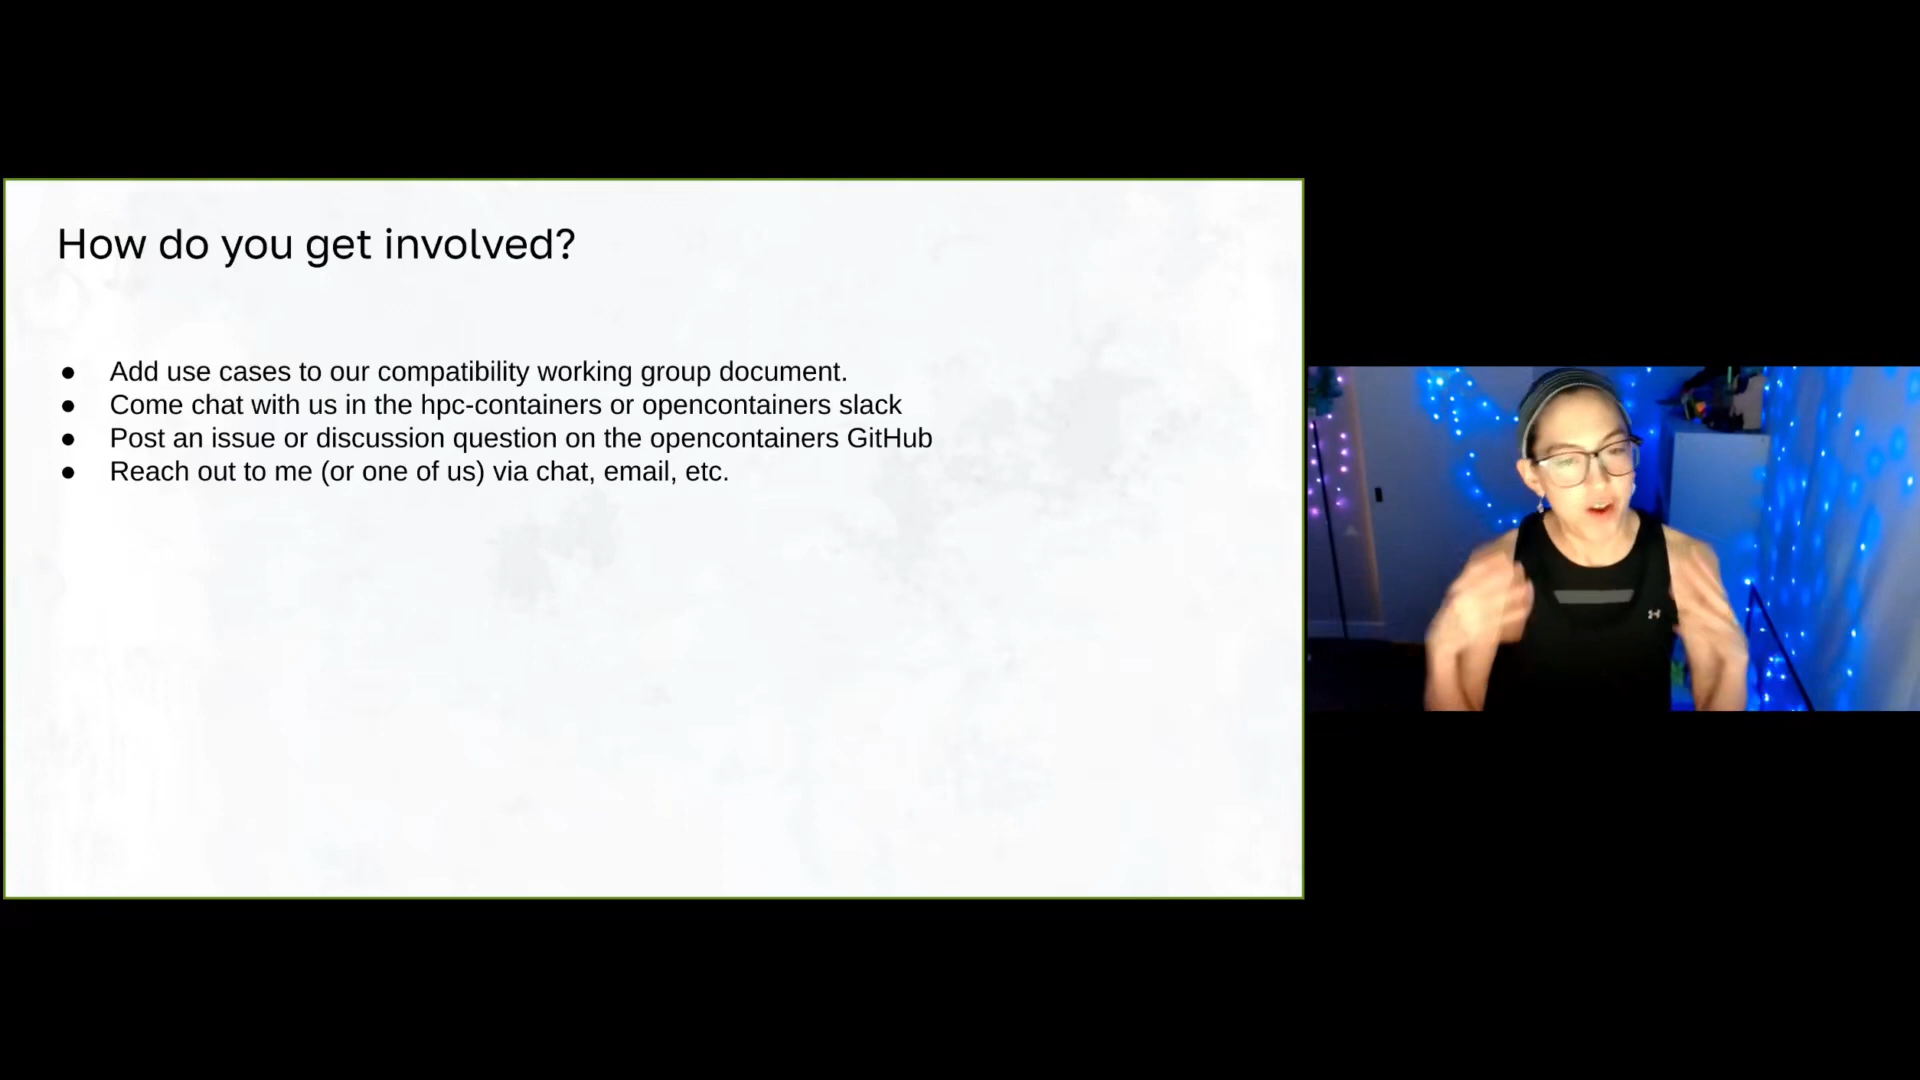 How do you get involved?
● Add use cases to our compatibility working group document.
● Come chat with us in the hpc-containers or opencontainers slack
● Post an issue or discussion question on the opencontainers GitHub
● Reach out to me (or one of us) via chat, email, etc.